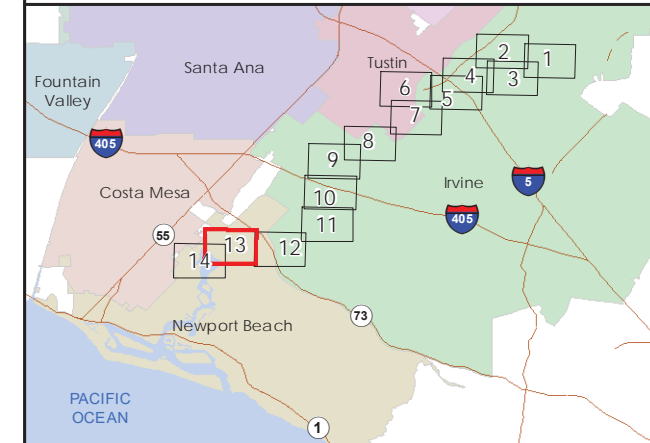 Santa Ana
Tustin
2
1
Fountain
Valley
4
3
6
5
7
405
8
9
Irvine
5
Costa Mesa
10
405
11
55
13
12
14
73
Newport Beach
PACIFIC
OCEAN
1